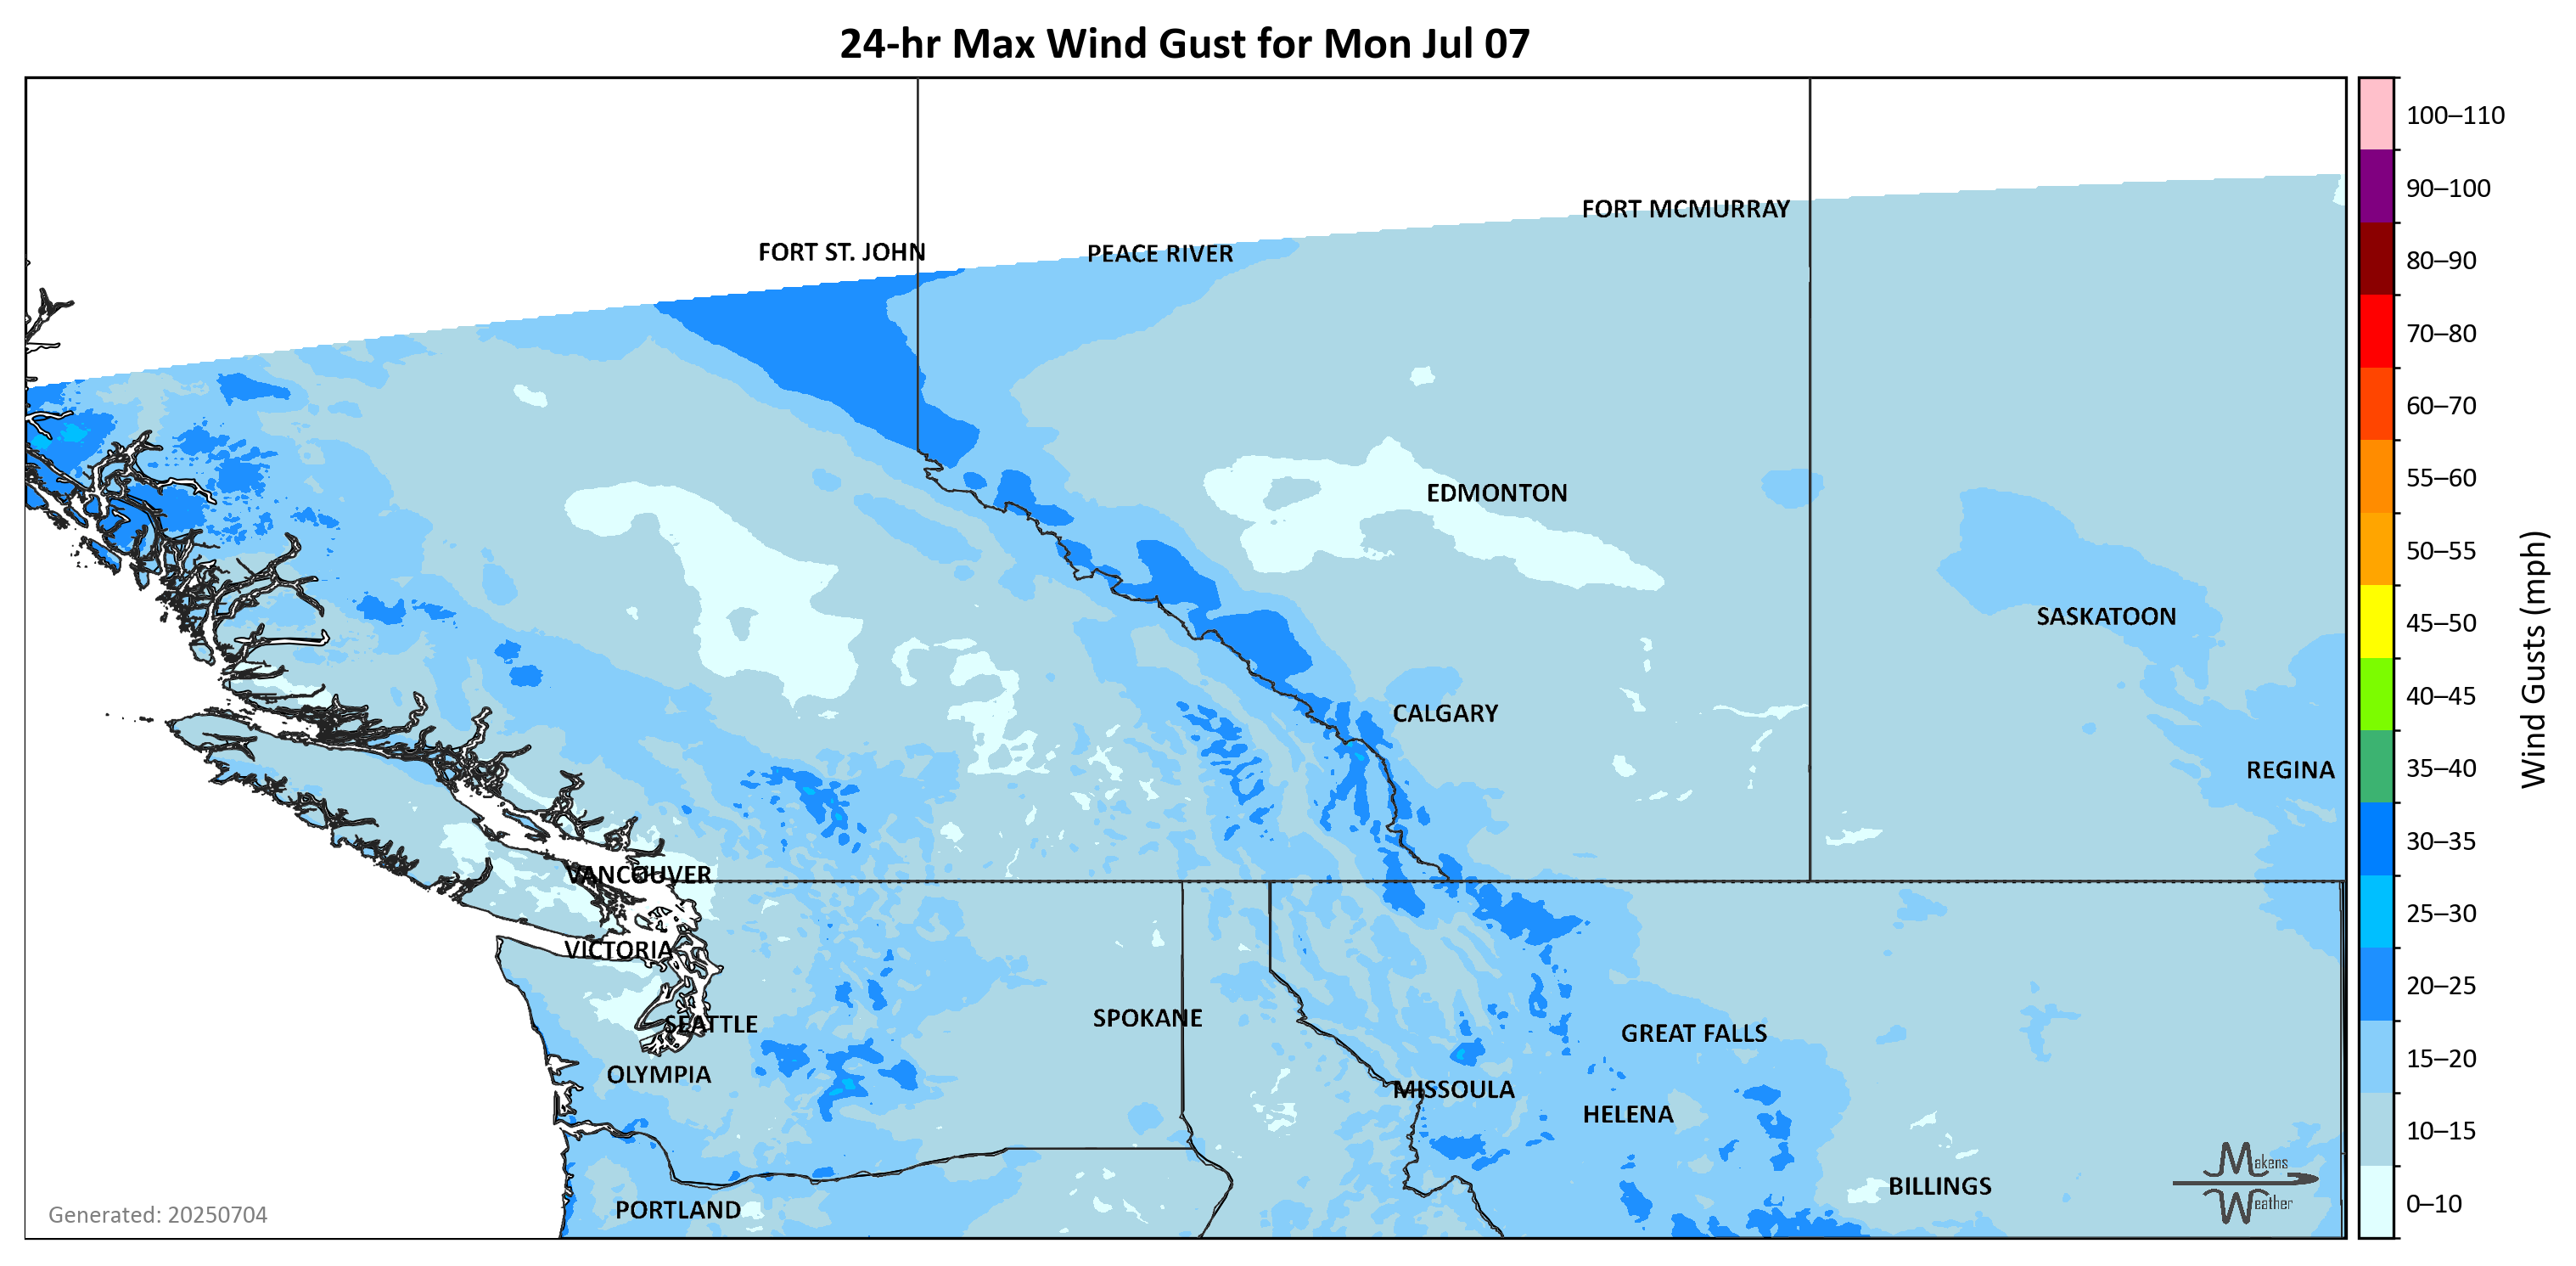 24-hr Max Wind Gust for Mon Jul 07
100–110
90–100
80–90
70–80
60–70
55–60
50–55
45–50
40–45
35–40
30–35
25–30
20–25
15–20
10–15
0–10
Wind Gusts (mph)
FORT MCMURRAY
FORT ST. JOHN
PEACE RIVER
EDMONTON
SASKATOON
CALGARY
REGINA
VANCOUVER
VICTORIA
SEATTLE
SPOKANE
GREAT FALLS
OLYMPIA
MISSOULA
HELENA
BILLINGS
PORTLAND
Makens
Weather
Generated: 20250704